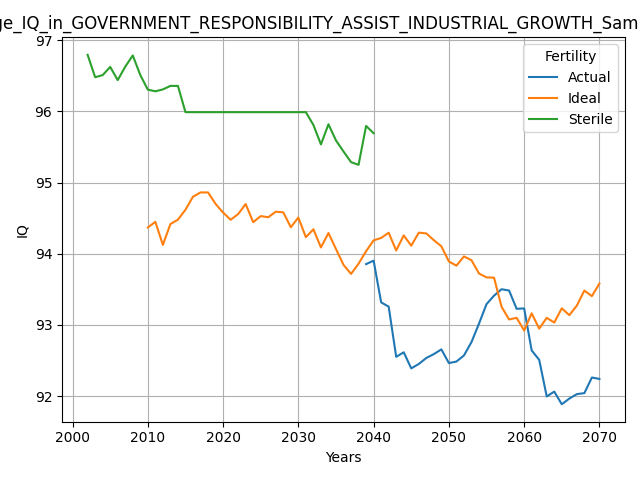 ge_IQ_in_GOVERNMENT_RESPONSIBILITY_ASSIST_INDUSTRIAL_GROWTH_Sam
97
96
95
94
93
92
IQ
2000 2010 2020 2030 2040 2050 2060 2070
Years
Fertility
Actual
Ideal
Sterile